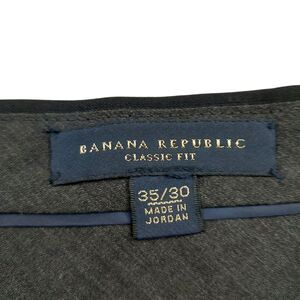 BANANA REPUBLIC
CLASSIC FIT
35/30
MADE IN
JORDAN